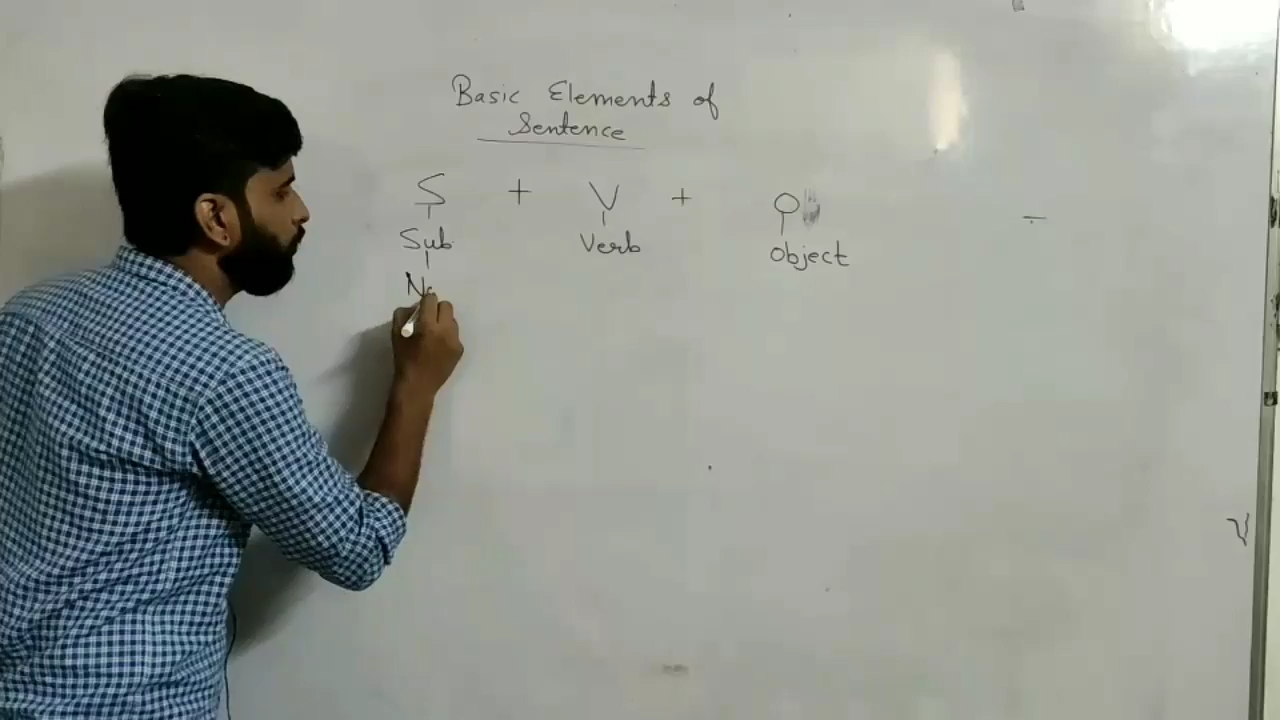 Basic Elements of
Sentence
S + V + O
Sub Verb Object